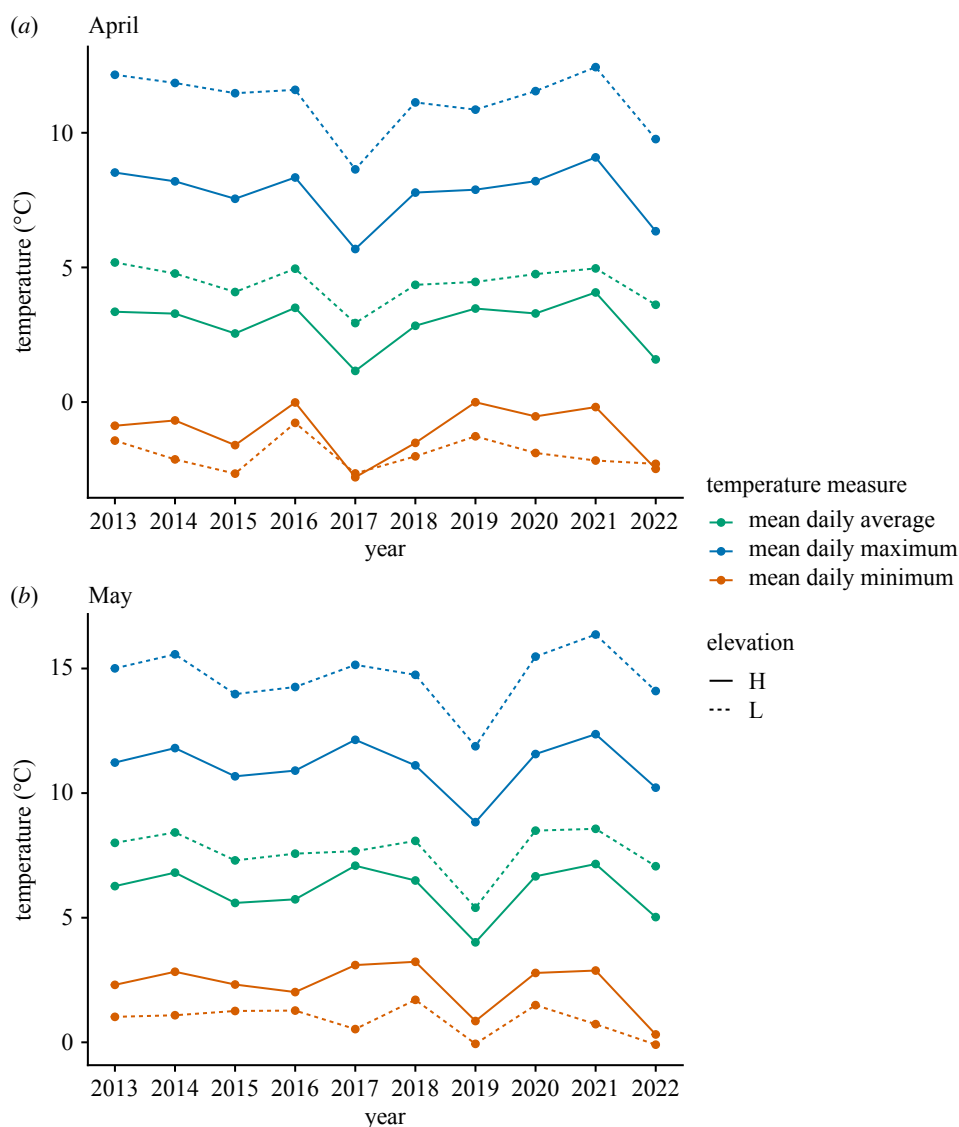 (a) April
10
5
0
temperature (°C)
2013 2014 2015 2016 2017 2018 2019 2020 2021 2022
year
temperature measure
mean daily average
mean daily maximum
mean daily minimum
elevation
H
L
(b) May
15
10
5
0
temperature (°C)
2013 2014 2015 2016 2017 2018 2019 2020 2021 2022
year